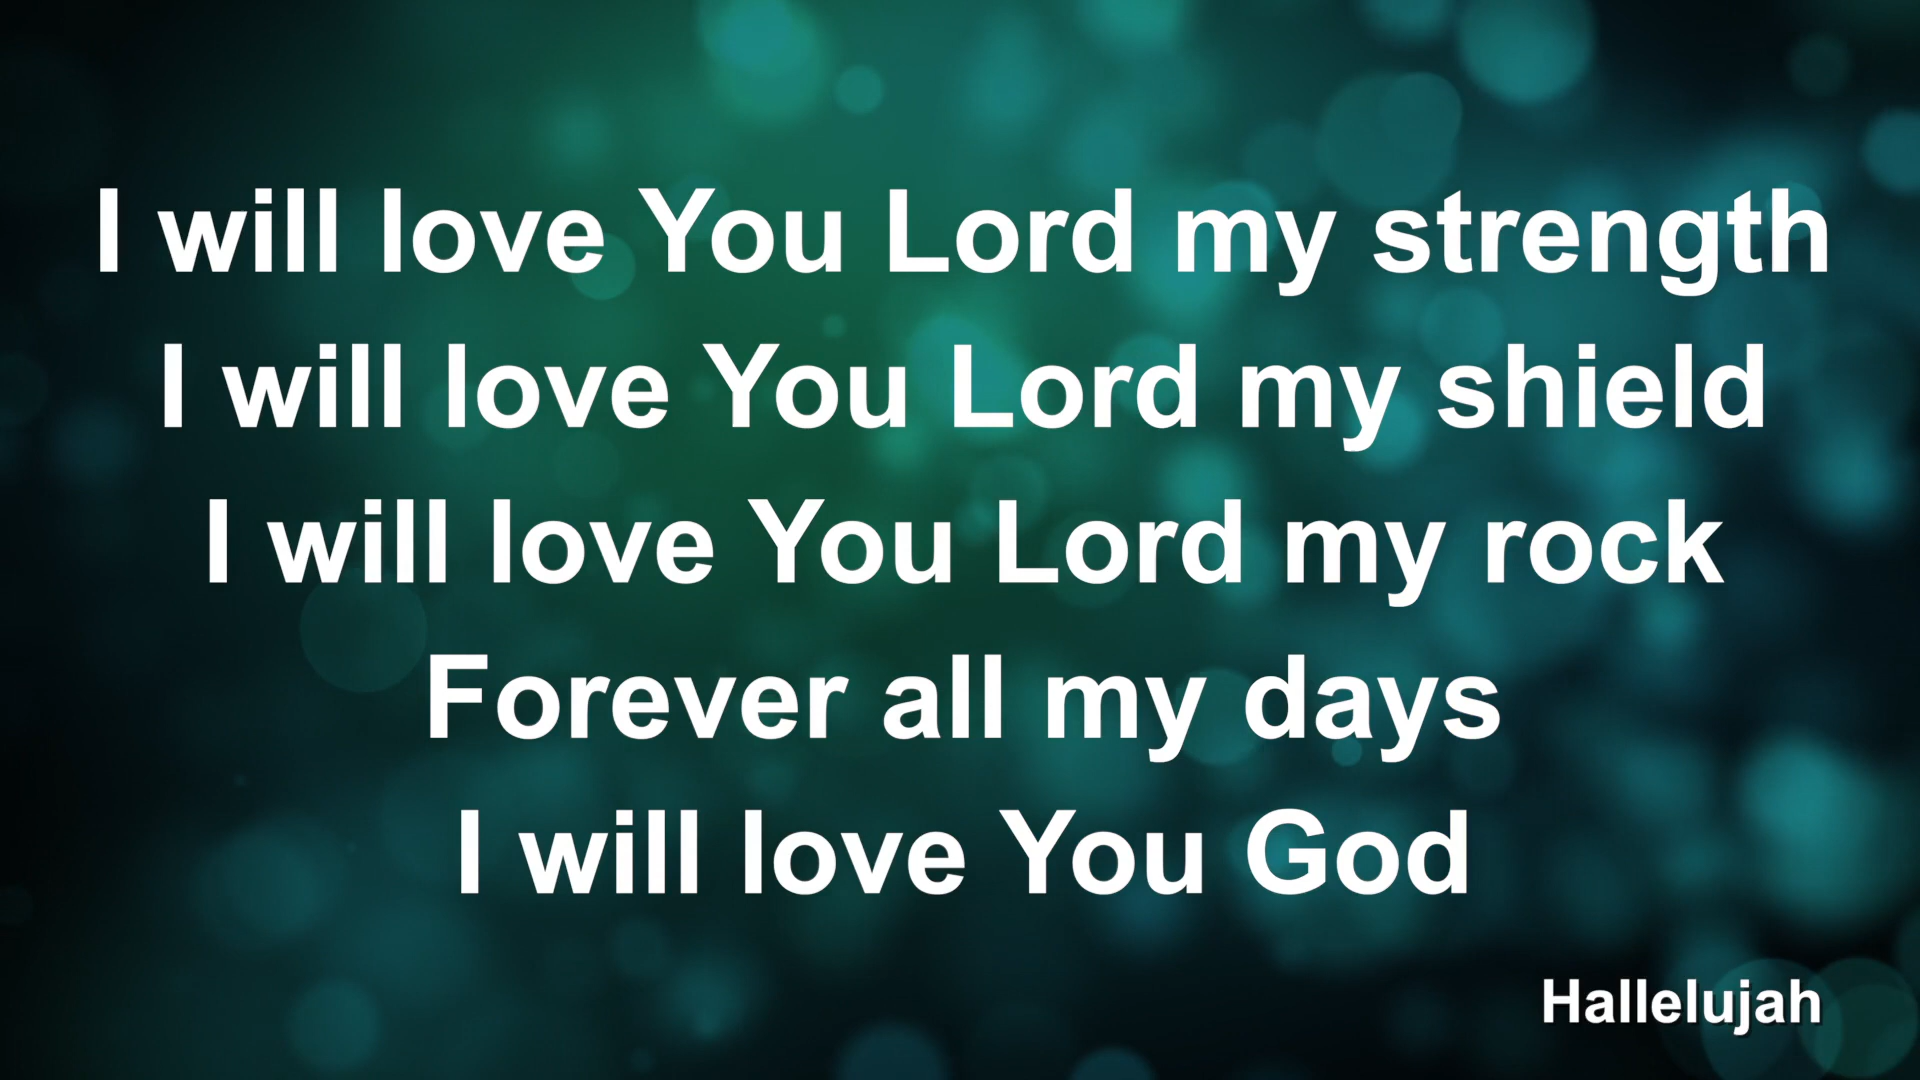 I will love You Lord my strength
I will love You Lord my shield
I will love You Lord my rock
Forever all my days
I will love You God
Hallelujah